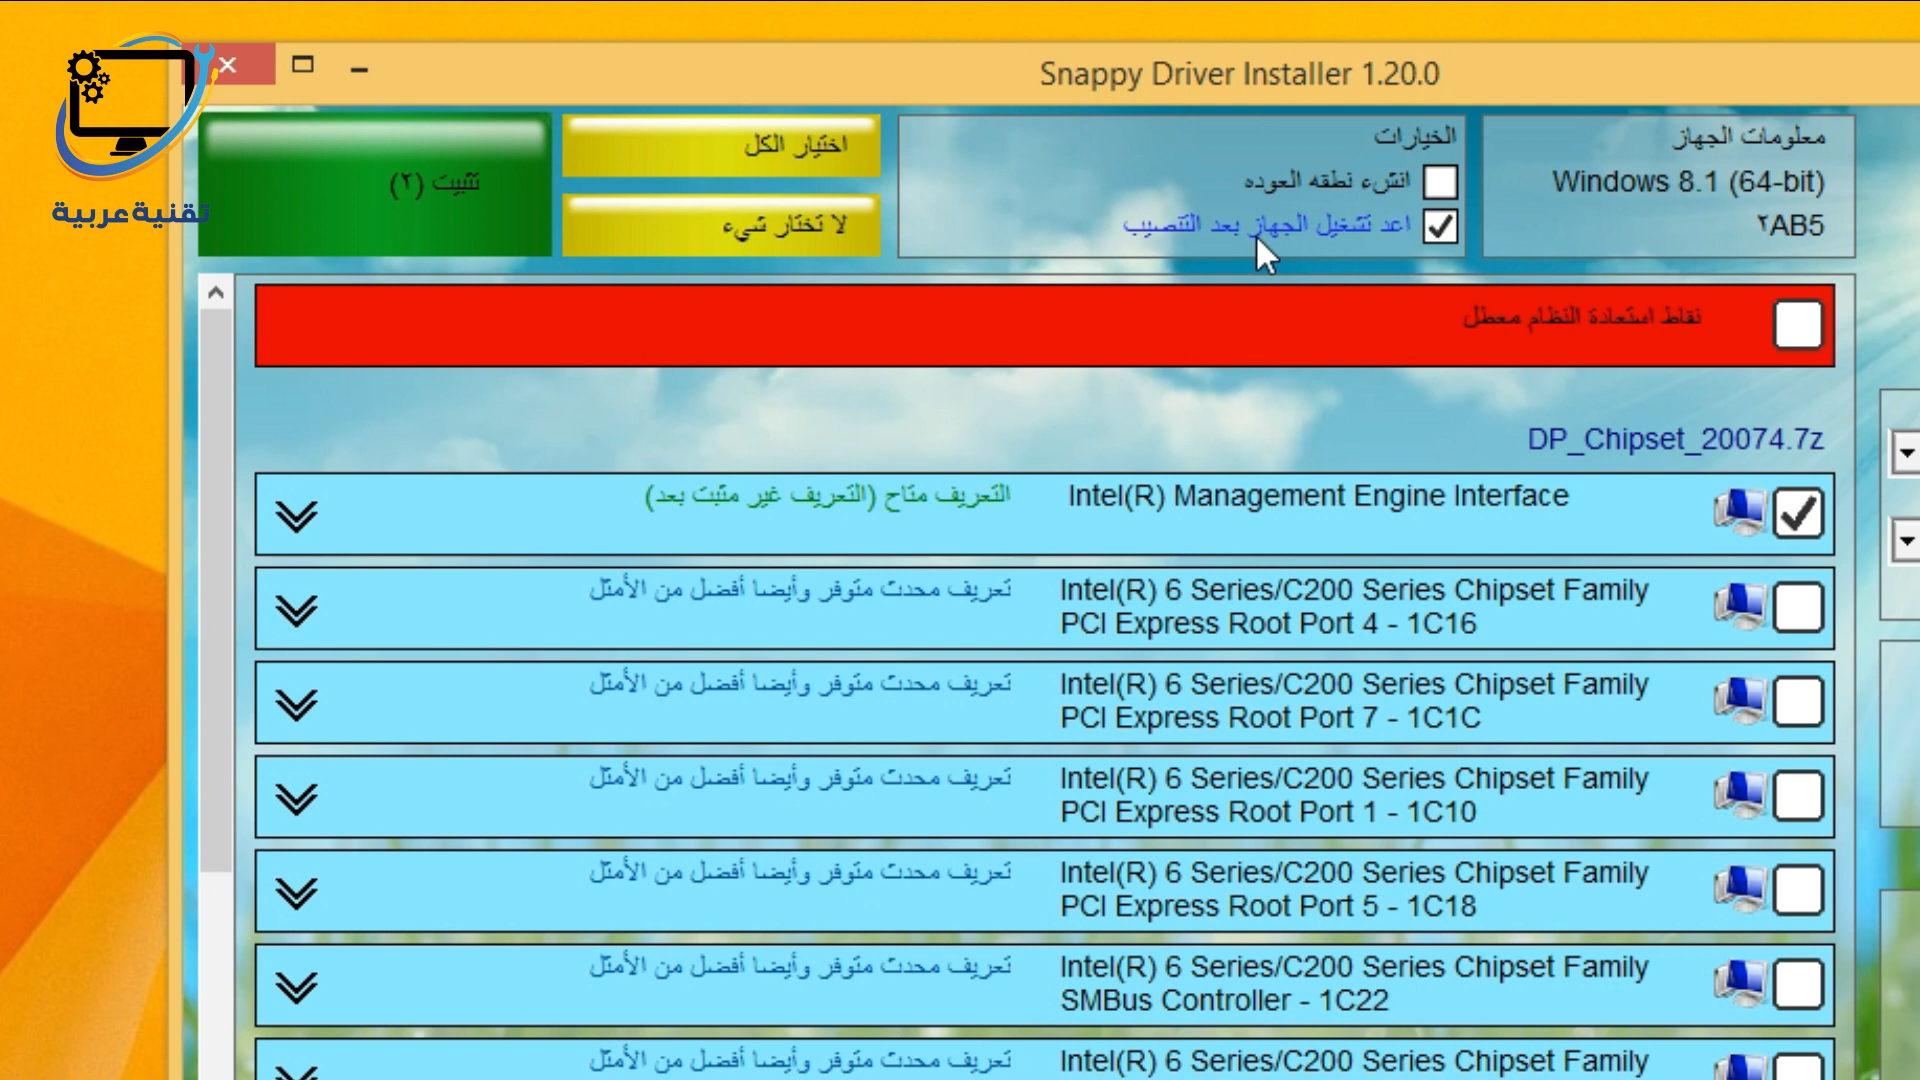 Snappy Driver Installer 1.20.0
تقنية عربية
معلومات الجهاز
Windows 8.1 (64-bit)
٢AB5
الخيارات
انشء نطقه العوده
اعد تشغيل الجهاز بعد التنصيب
اختيار الكل
لا تختار شيء
تثبيت (٢)
نقاط استعادة النظام معطل
DP_Chipset_20074.7z
Intel(R) Management Engine Interface
التعريف متاح (التعريف غير مثبت بعد)
Intel(R) 6 Series/C200 Series Chipset Family
PCI Express Root Port 4 - 1C16
تعريف محدث متوفر وأيضا أفضل من الأمثل
Intel(R) 6 Series/C200 Series Chipset Family
PCI Express Root Port 7 - 1C1C
تعريف محدث متوفر وأيضا أفضل من الأمثل
Intel(R) 6 Series/C200 Series Chipset Family
PCI Express Root Port 1 - 1C10
تعريف محدث متوفر وأيضا أفضل من الأمثل
Intel(R) 6 Series/C200 Series Chipset Family
PCI Express Root Port 5 - 1C18
تعريف محدث متوفر وأيضا أفضل من الأمثل
Intel(R) 6 Series/C200 Series Chipset Family
SMBus Controller - 1C22
تعريف محدث متوفر وأيضا أفضل من الأمثل
Intel(R) 6 Series/C200 Series Chipset Family
تعريف محدث متوفر وأيضا أفضل من الأمثل